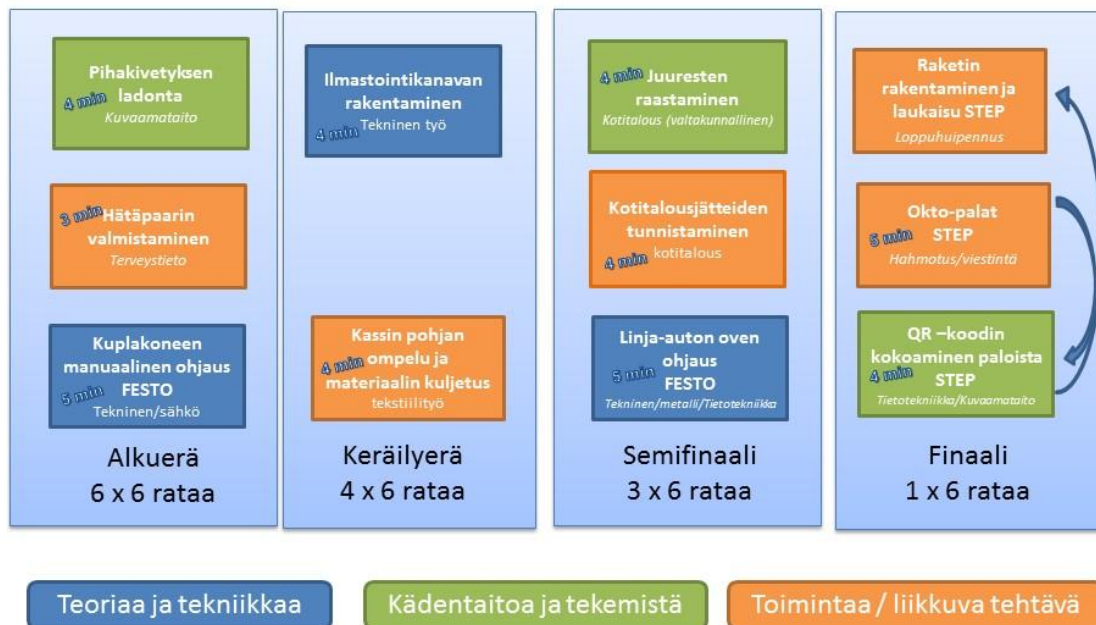 Pihakivetyksen
ladonta
4 min
Kuvaamataito
3 min
Hätäpaarin
valmistaminen
Terveystieto
Kuplakoneen
manuaalinen ohjaus
FESTO
5 min
Tekninen/sähkö
Alkuerä
6 x 6 rataa
Ilmastointikanavan
rakentaminen
4 min
Tekninen työ
Kassin pohjan
ompelu ja
4 min
materiaalin kuljetus
tekstiilityö
Keräilyerä
4 x 6 rataa
4 min
Juuresten
raastaminen
Kotitalous (valtakunnallinen)
Kotitalousjätteiden
tunnistaminen
4 min
kotitalous
Linja-auton oven
ohjaus
5 min
FESTO
Tekninen/metalli/Tietotekniikka
Semifinaali
3 x 6 rataa
Raketin
rakentaminen ja
laukaisu STEP
Loppuhuipennus
Okto-palat
5 min
STEP
Hahmotus/viestintä
QR –koodin
kokoaminen paloista
4 min
STEP
Tietotekniikka/Kuvaamataito
Finaali
1 x 6 rataa
Teoriaa ja tekniikkaa
Kädentaitoa ja tekemistä
Toimintaa / liikkuva tehtävä